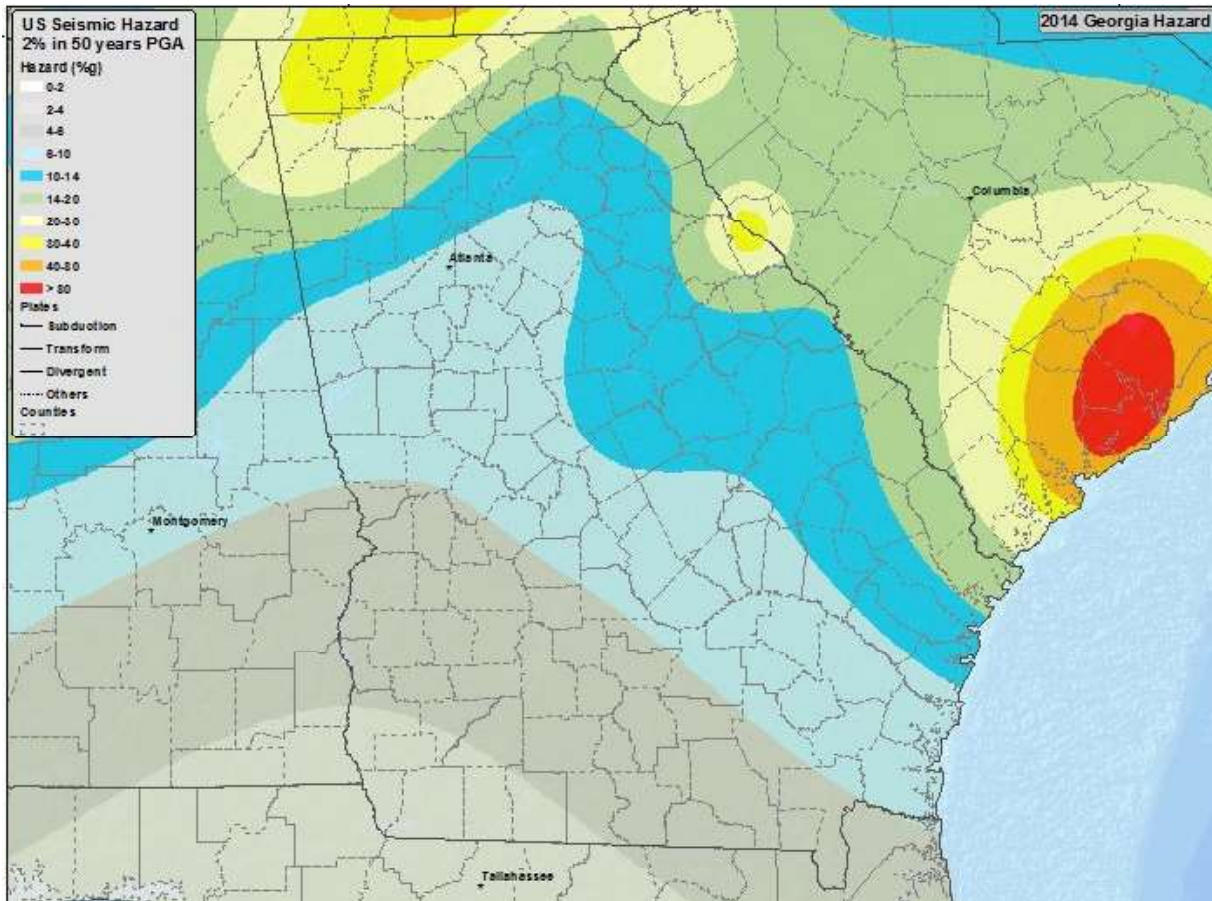 US Seismic Hazard
2% in 50 years PGA
Hazard (%g)
0-2
2-4
4-6
6-10
10-14
14-20
20-30
30-40
40-80
> 80
Plates
Subduction
Transform
Divergent
Others
Counties
2014 Georgia Hazard
Columbia
Atlanta
Montgomery
Tallahassee